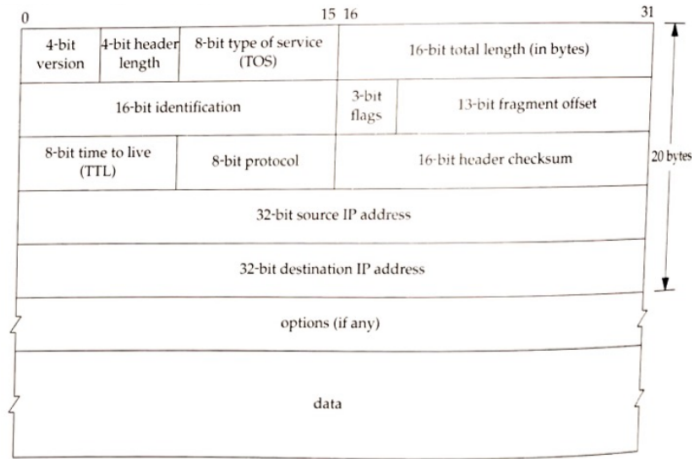 0 15 16 31
4-bit version
4-bit header length
8-bit type of service (TOS)
16-bit total length (in bytes)
16-bit identification
3-bit flags
13-bit fragment offset
8-bit time to live (TTL)
8-bit protocol
16-bit header checksum
20 bytes
32-bit source IP address
32-bit destination IP address
options (if any)
data